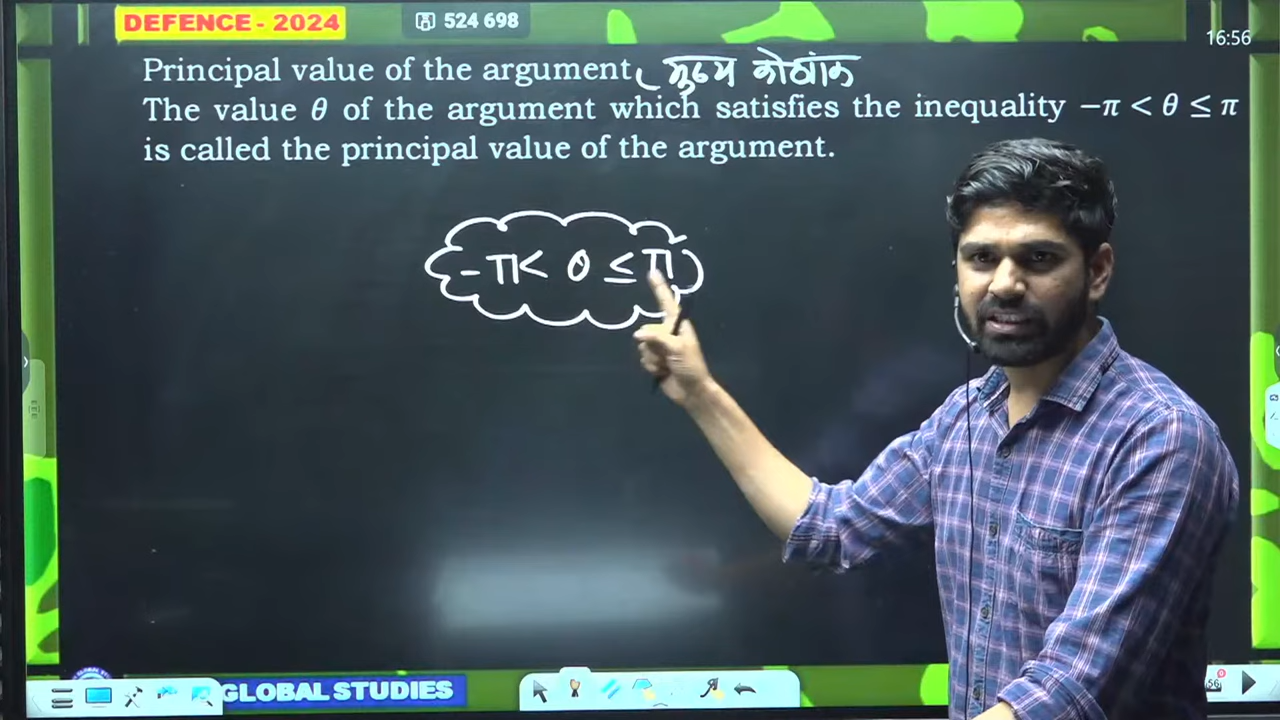 DEFENCE - 2024
524 698
16:56
Principal value of the argument, मुख्य कोणांक
The value θ of the argument which satisfies the inequality −π < θ ≤ π
is called the principal value of the argument.
-π< θ ≤ π
GLOBAL STUDIES